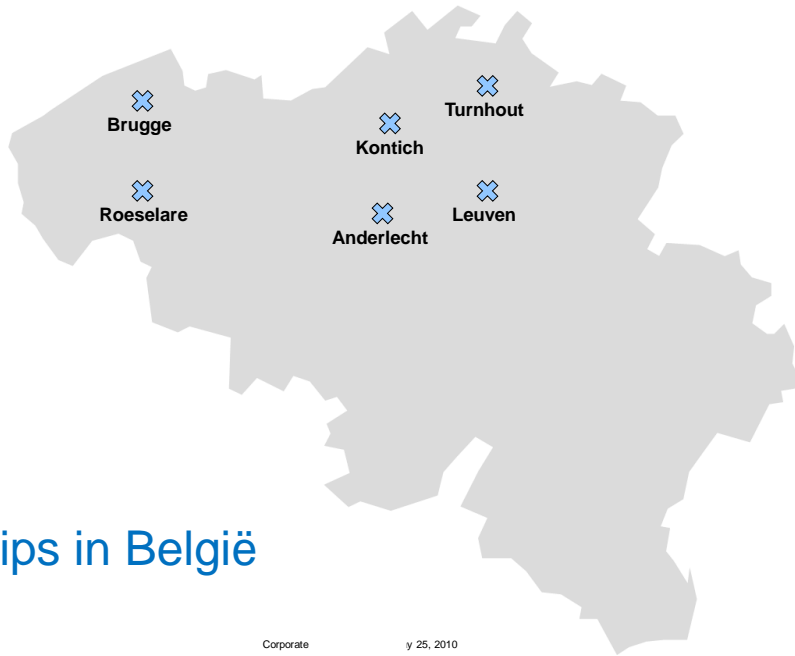 Turnhout
Brugge
Kontich
Roeselare
Leuven
Anderlecht
ips in België
Corporate
25, 2010